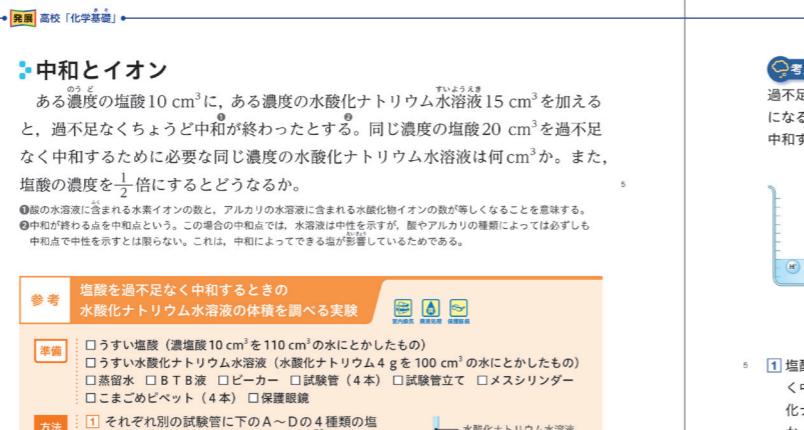 発展 高校「化学基礎」
中和とイオン
ある濃度の塩酸10 cm³に，ある濃度の水酸化ナトリウム水溶液15 cm³を加える
と，過不足なくちょうど中和が終わったとする。同じ濃度の塩酸20 cm³を過不足
なく中和するために必要な同じ濃度の水酸化ナトリウム水溶液は何cm³か。また，
塩酸の濃度を1/2倍にするとどうなるか。
5
❶酸の水溶液に含まれる水素イオンの数と，アルカリの水溶液に含まれる水酸化物イオンの数が等しくなることを意味する。
❷中和が終わる点を中和点という。この場合の中和点では，水溶液は中性を示すが，酸やアルカリの種類によっては必ずしも
中和点で中性を示すとは限らない。これは，中和によってできる塩が影響しているためである。
参考
塩酸を過不足なく中和するときの
水酸化ナトリウム水溶液の体積を調べる実験
室内換気 廃液処理 保護眼鏡
準備
□うすい塩酸（濃塩酸10 cm³を110 cm³の水にとかしたもの）
□うすい水酸化ナトリウム水溶液（水酸化ナトリウム4 gを100 cm³の水にとかしたもの）
□蒸留水 □BTB液 □ビーカー □試験管（4本） □試験管立て □メスシリンダー
□こまごめピペット（4本） □保護眼鏡
方法
1 それぞれ別の試験管に下のA～Dの4種類の塩
水酸化ナトリウム水溶液
考
過不足
になる
中和す
H⁺
5
1 塩酸
く中
化ナ